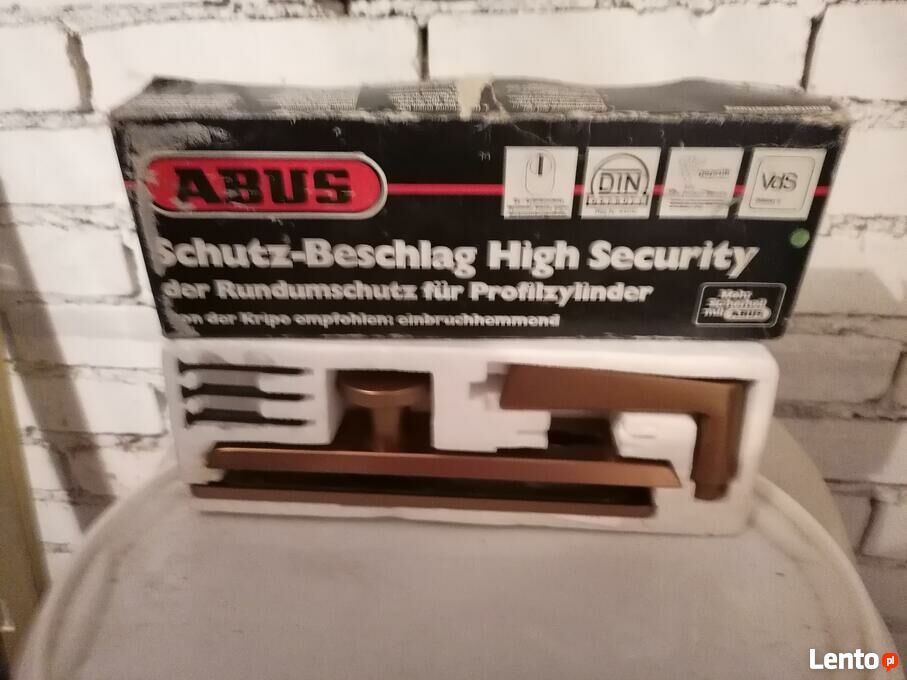 ABUS
DIN
VdS
Schutz-Beschlag High Security
der Rundumschutz für Profilzylinder
von der Kripo empfohlen: einbruchhemmend
Mehr
Sicherheit
mit ABUS
Lento pl